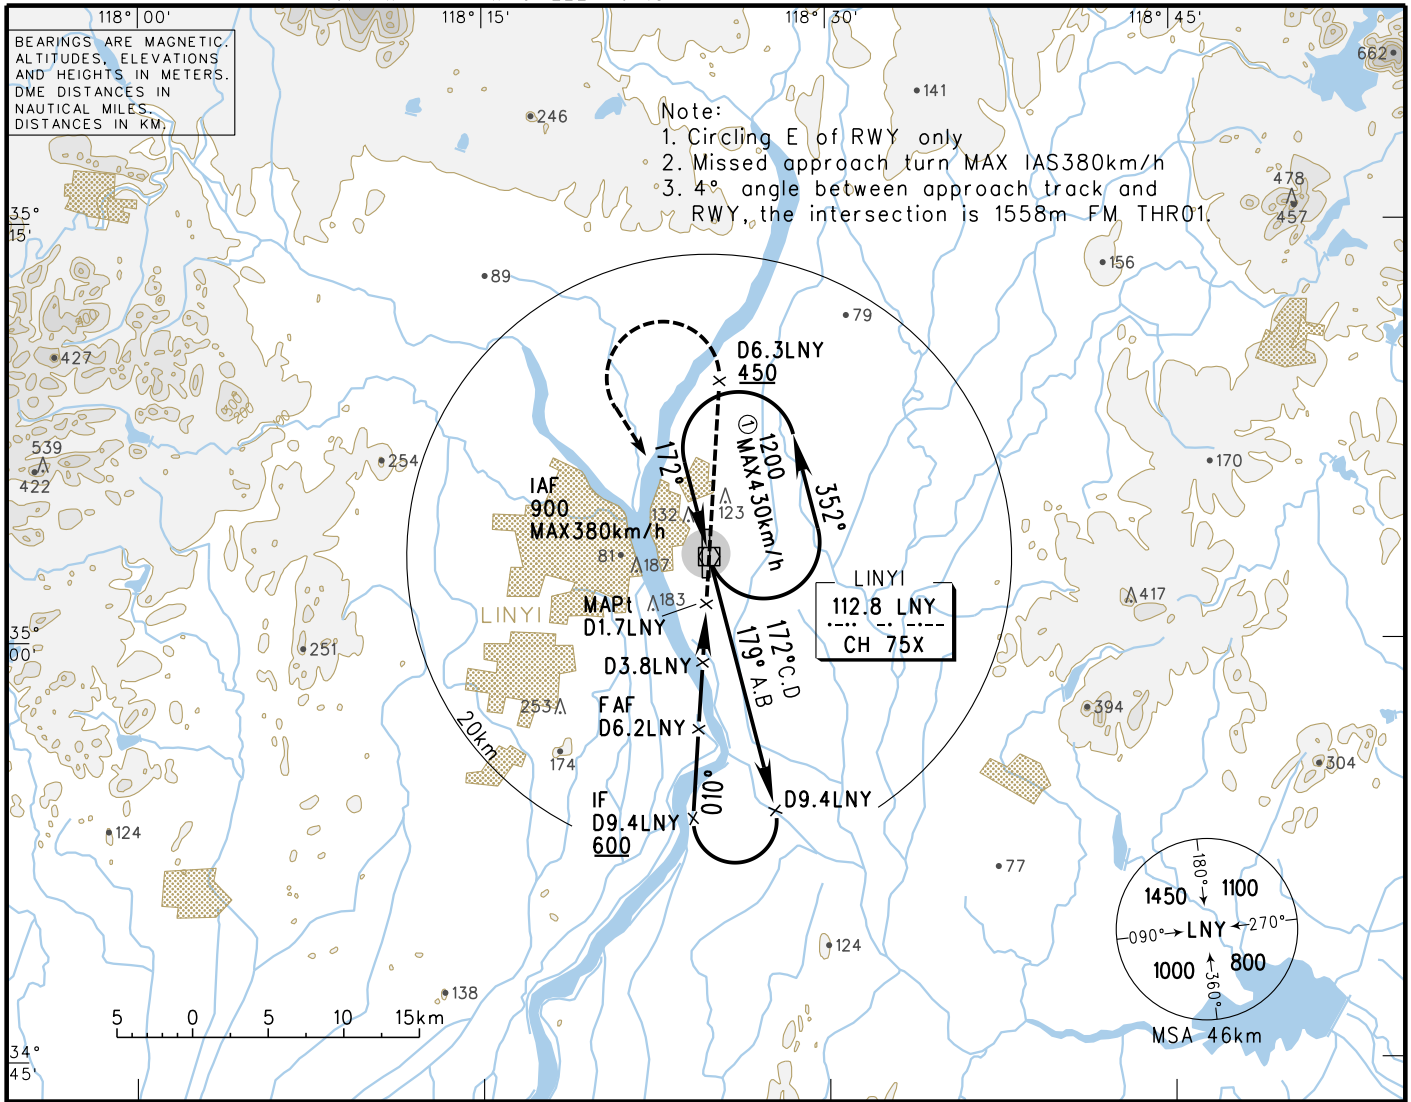 118° 00'
118° 15'
118° 30'
118° 45'
BEARINGS ARE MAGNETIC.
ALTITUDES, ELEVATIONS
AND HEIGHTS IN METERS.
DME DISTANCES IN
NAUTICAL MILES.
DISTANCES IN KM.
662
141
246
Note:
1. Circling E of RWY only
2. Missed approach turn MAX IAS380km/h
3. 4° angle between approach track and
RWY, the intersection is 1558m FM THR01.
478
457
35°
15'
156
89
79
400
427
D6.3LNY
450
300
200
539
422
254
170
172°
① 1200
MAX430km/h
352°
IAF
900
MAX380km/h
132
123
81
187
LINYI
112.8 LNY
CH 75X
417
MAPt
D1.7LNY
183
LINYI
35°
00'
251
D3.8LNY
172°C.D
179° A.B
253
FAF
D6.2LNY
394
20km
174
304
010°
IF
D9.4LNY
600
D9.4LNY
124
77
180°
1450
1100
090°
LNY
270°
1000
800
360°
MSA 46km
124
138
5 0 5 10 15km
34°
45'